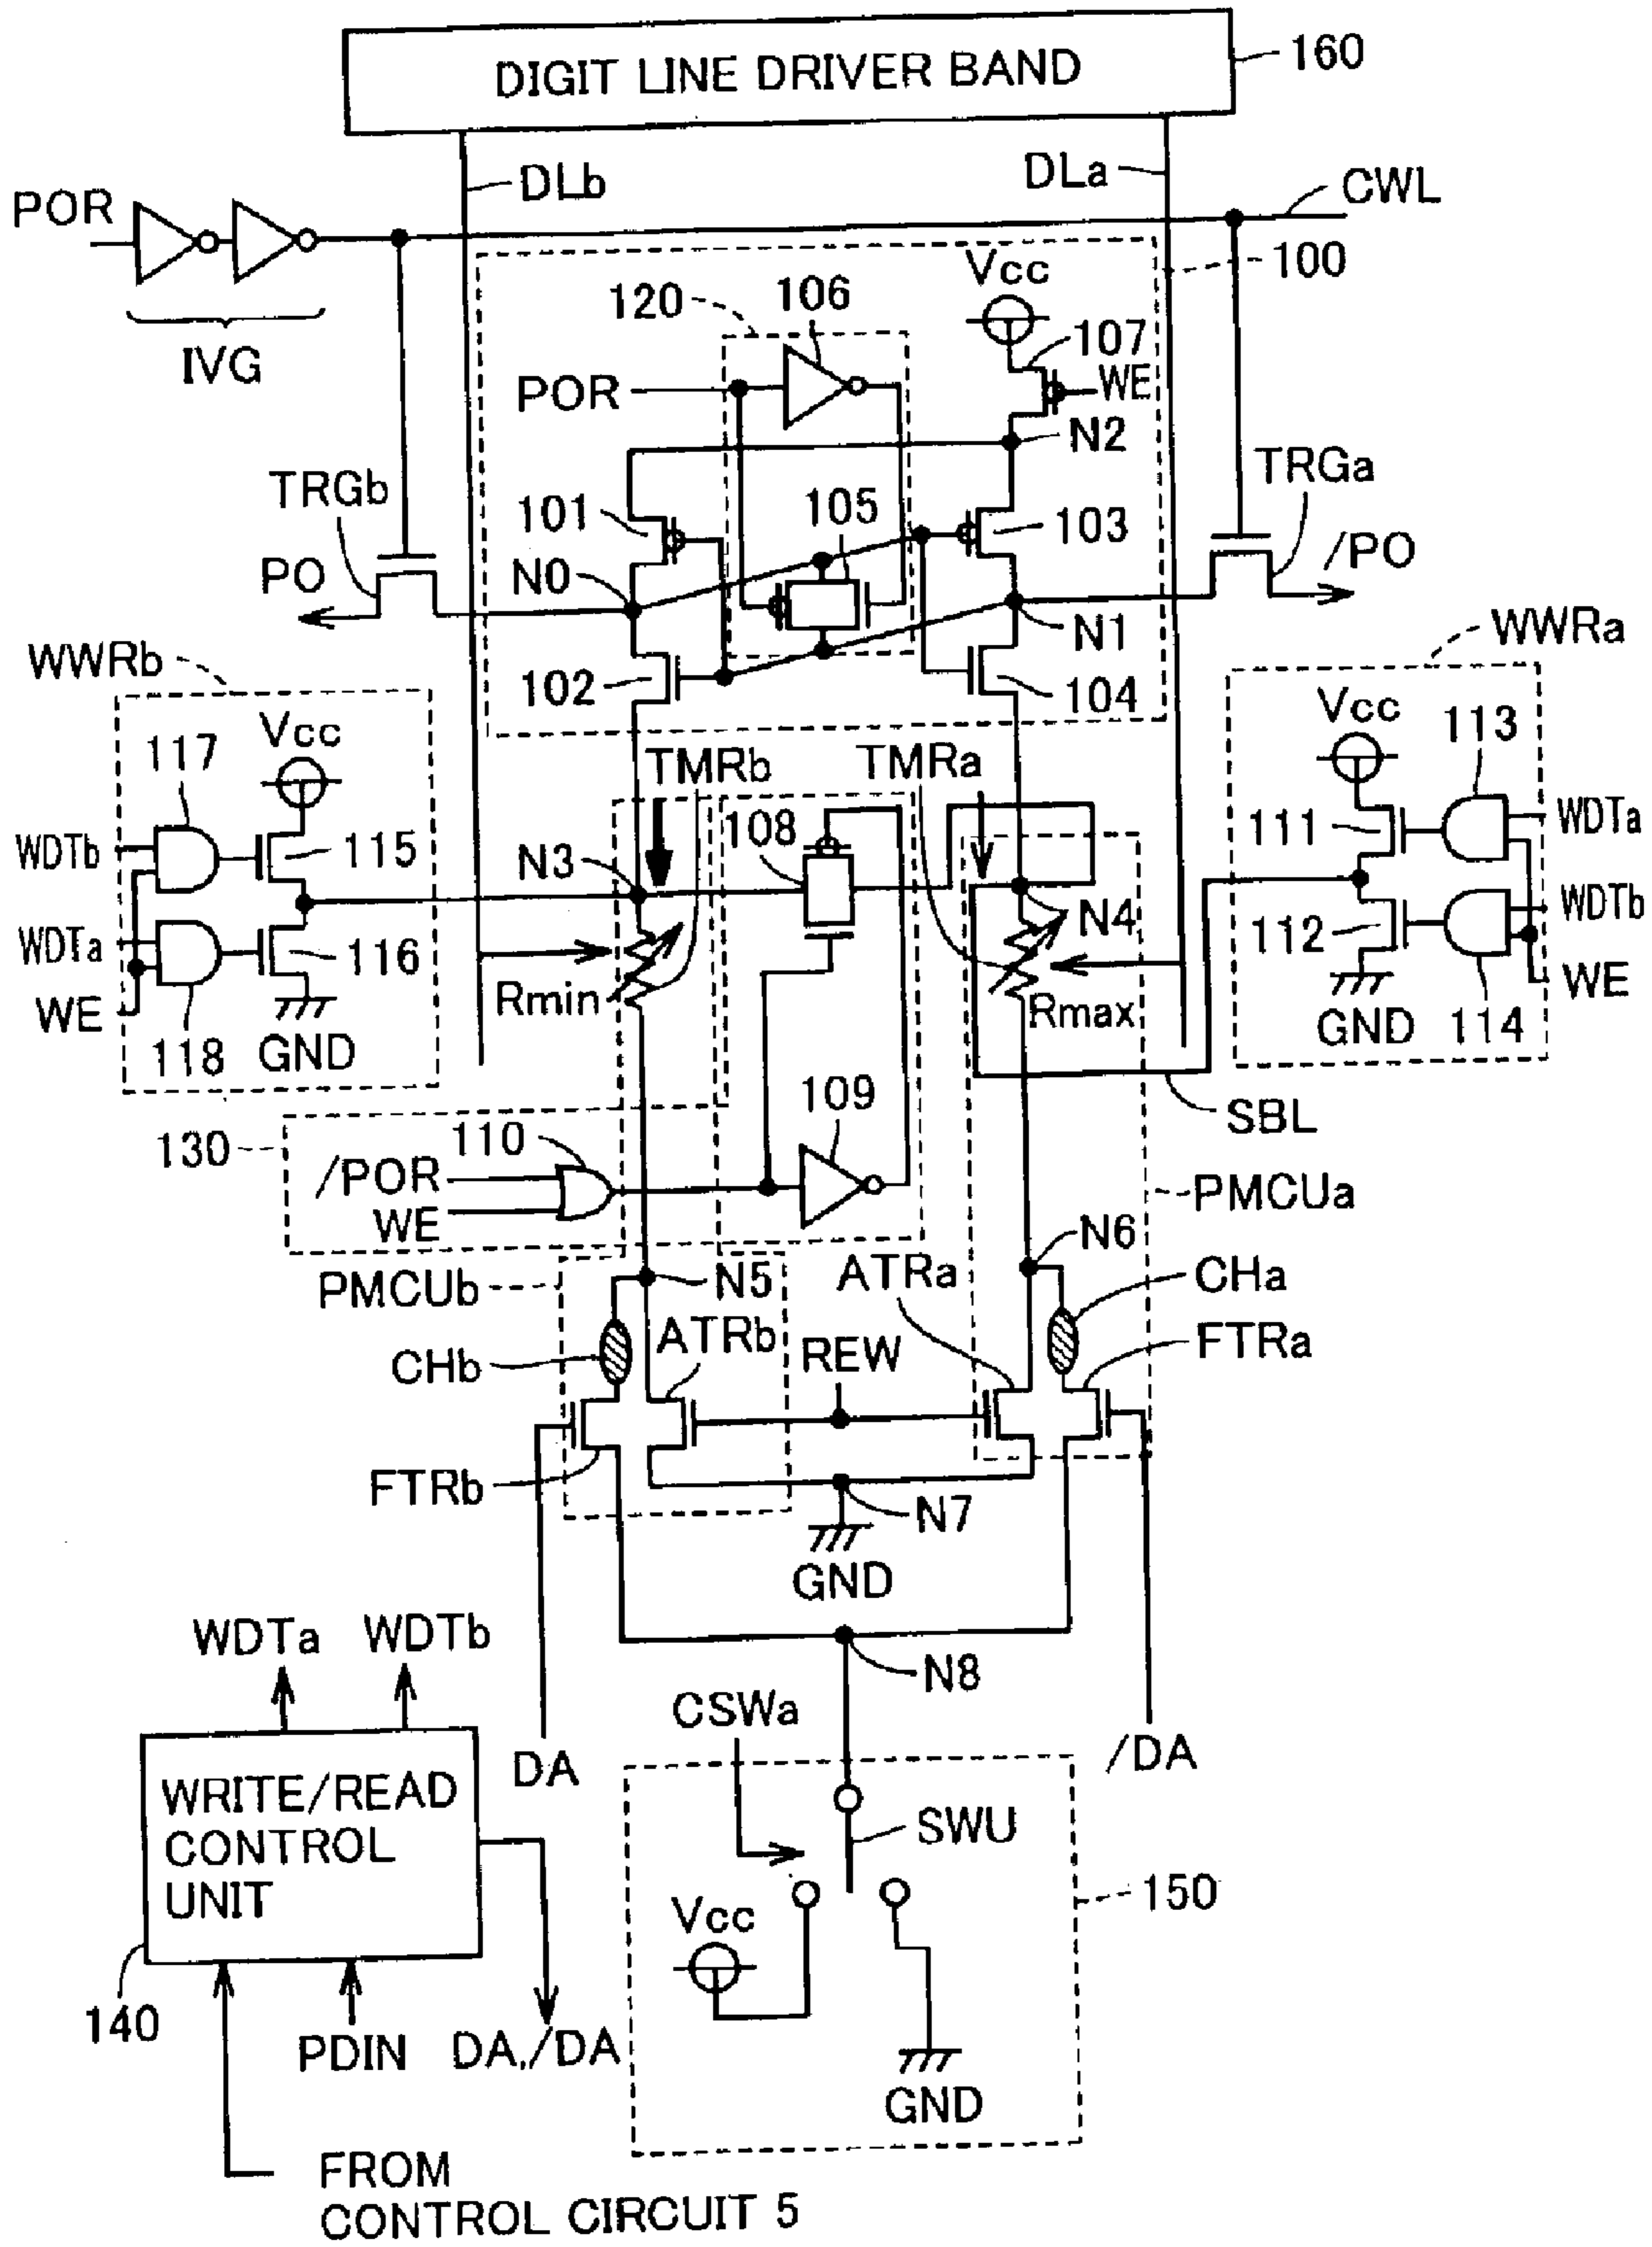 DIGIT LINE DRIVER BAND
160
DLb
DLa
POR
CWL
IVG
100
Vcc
120
106
107
POR
WE
N2
TRGb
TRGa
101
105
103
PO
N0
/PO
N1
WWRb
WWRa
102
104
Vcc
Vcc
117
113
TMRb
TMRa
WDTb
115
108
111
WDTa
N3
N4
WDTa
116
112
WDTb
Rmin
Rmax
WE
WE
118
GND
GND
114
109
SBL
110
130
/POR
WE
PMCUa
N6
PMCUb
N5
ATRa
CHa
ATRb
REW
FTRa
CHb
FTRb
N7
GND
WDTa
WDTb
N8
CSWa
DA
/DA
WRITE/READ
CONTROL
UNIT
SWU
150
Vcc
140
PDIN
DA,/DA
GND
FROM
CONTROL CIRCUIT 5